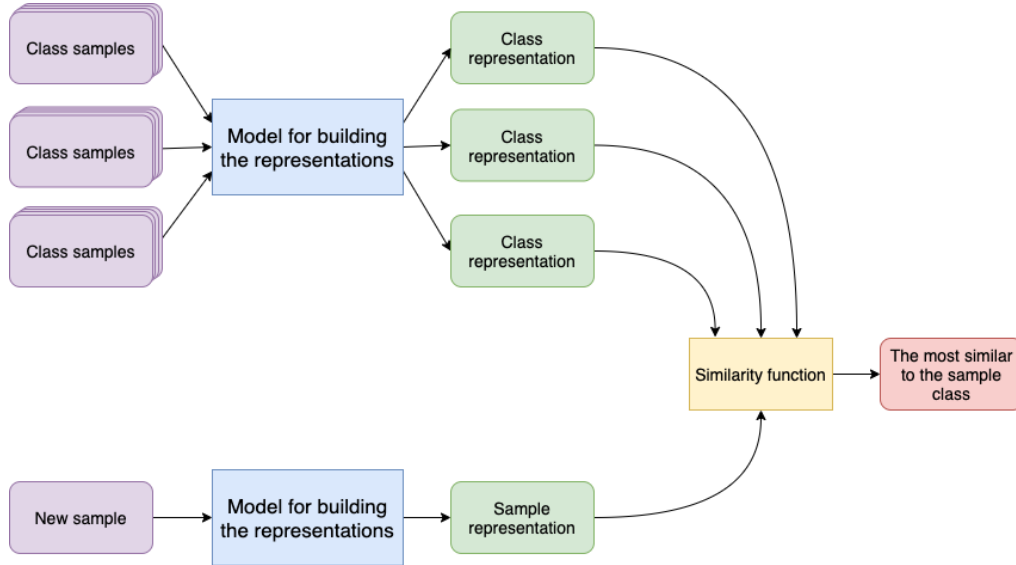 Class samples
Class samples
Class samples
Model for building
the representations
Class
representation
Class
representation
Class
representation
Similarity function
The most similar
to the sample
class
New sample
Model for building
the representations
Sample
representation